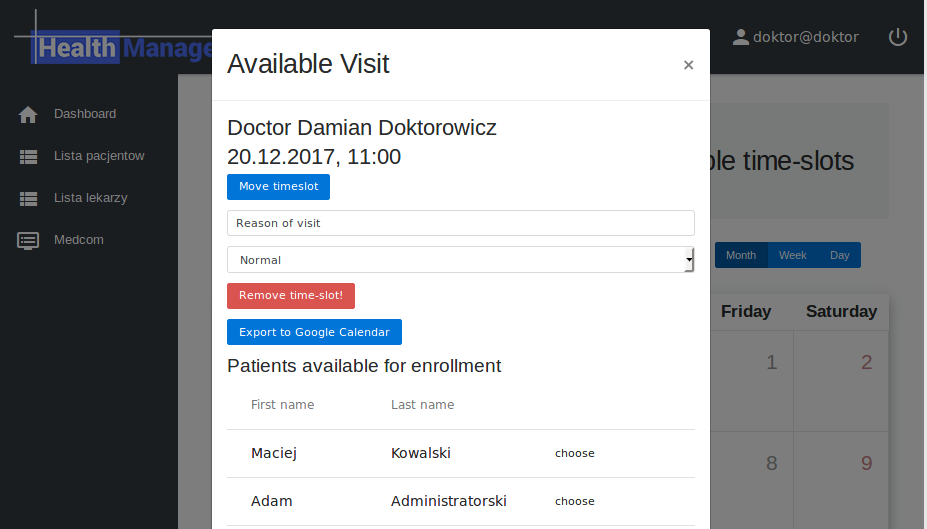 Health Manage
doktor@doktor
Dashboard
Lista pacjentow
Lista lekarzy
Medcom
Available Visit
×
Doctor Damian Doktorowicz
20.12.2017, 11:00
Move timeslot
Reason of visit
Normal
Remove time-slot!
Export to Google Calendar
Patients available for enrollment
First name Last name
Maciej Kowalski choose
Adam Administratorski choose
ble time-slots
Month Week Day
Friday Saturday
1 2
8 9